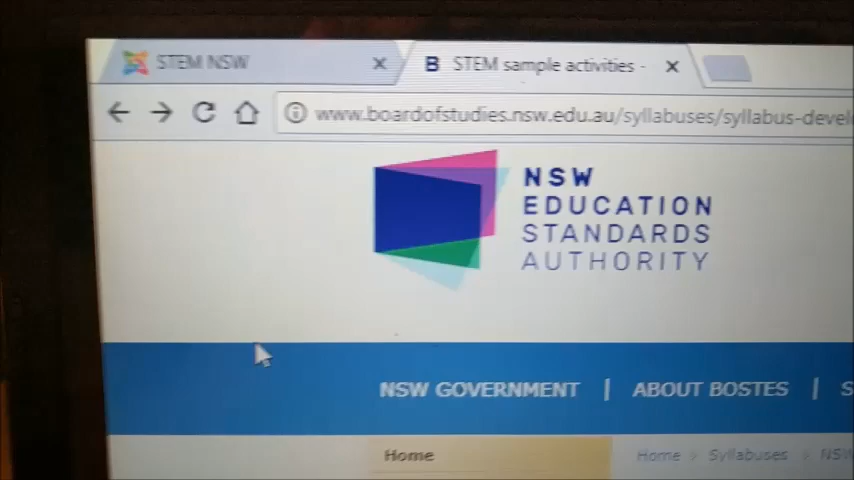 STEM NSW
B STEM sample activities -
www.boardofstudies.nsw.edu.au/syllabuses/syllabus-devel
NSW
EDUCATION
STANDARDS
AUTHORITY
NSW GOVERNMENT | ABOUT BOSTES | S
Home
Home > Syllabuses > NSW